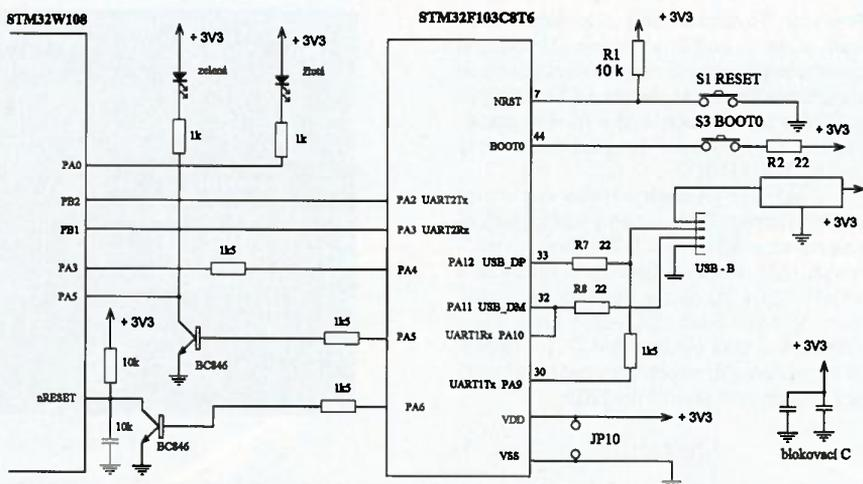 STM32W108
STM32F103C8T6
+ 3V3
+ 3V3
+ 3V3
zelená
žlutá
R1
10 k
S1 RESET
7
NRST
1k
1k
S3 BOOT0
44
BOOT0
+ 3V3
R2 22
PA0
PB2
PA2 UART2Tx
+ 3V3
PB1
PA3 UART2Rx
1k5
R7 22
33
PA12 USB_DP
USB - B
PA3
PA4
PA5
R8 22
32
PA11 USB_DM
+ 3V3
1k5
PA5
UART1Rx PA10
1k5
10k
BC846
1k5
30
UART1Tx PA9
nRESET
10k
PA6
VDD
+ 3V3
+ 3V3
BC846
JP10
VSS
blokovací C